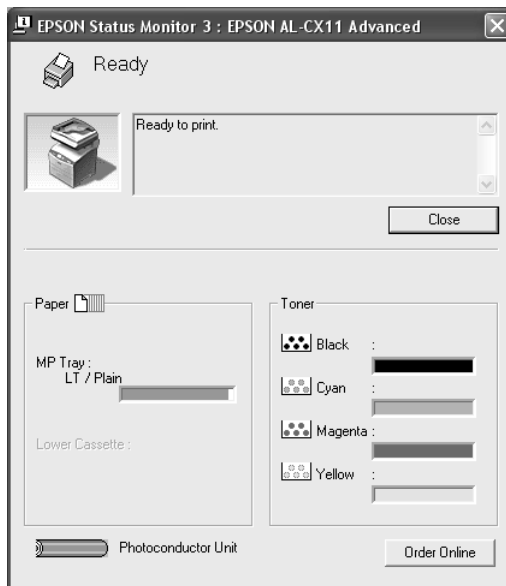 EPSON Status Monitor 3 : EPSON AL-CX11 Advanced
Ready
Ready to print.
Close
Paper
MP Tray :
LT / Plain
Lower Cassette :
Toner
Black :
Cyan :
Magenta :
Yellow :
Photoconductor Unit
Order Online